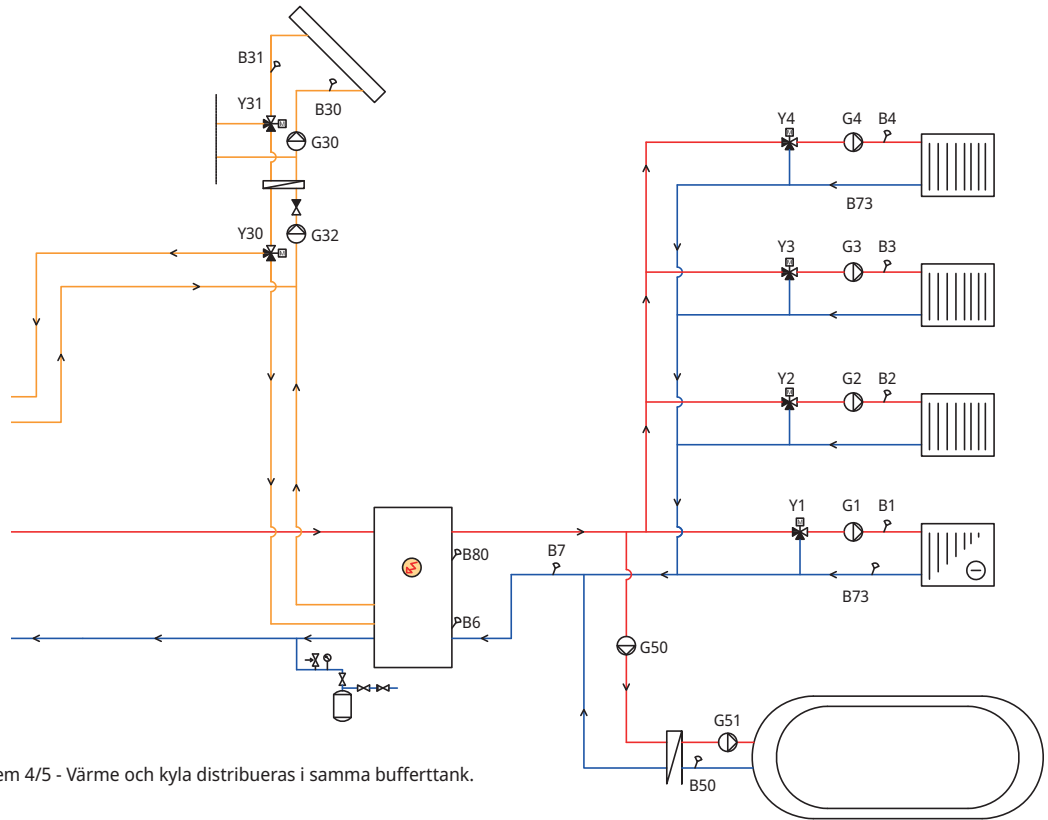 B31
B30
Y31
G30
Y30
G32
Y4 G4 B4
B73
Y3 G3 B3
Y2 G2 B2
Y1 G1 B1
B73
B7
B80
B6
G50
G51
B50
em 4/5 - Värme och kyla distribueras i samma bufferttank.